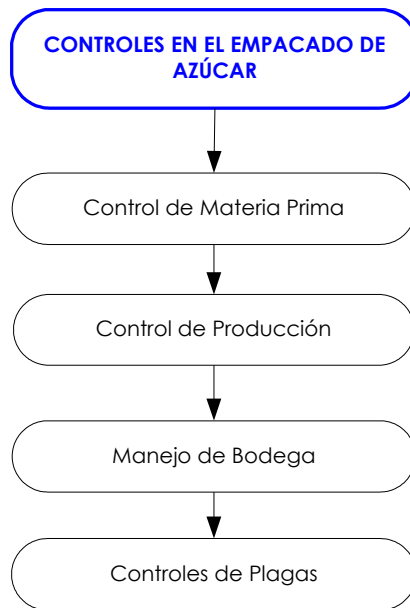 CONTROLES EN EL EMPACADO DE
AZÚCAR
Control de Materia Prima
Control de Producción
Manejo de Bodega
Controles de Plagas